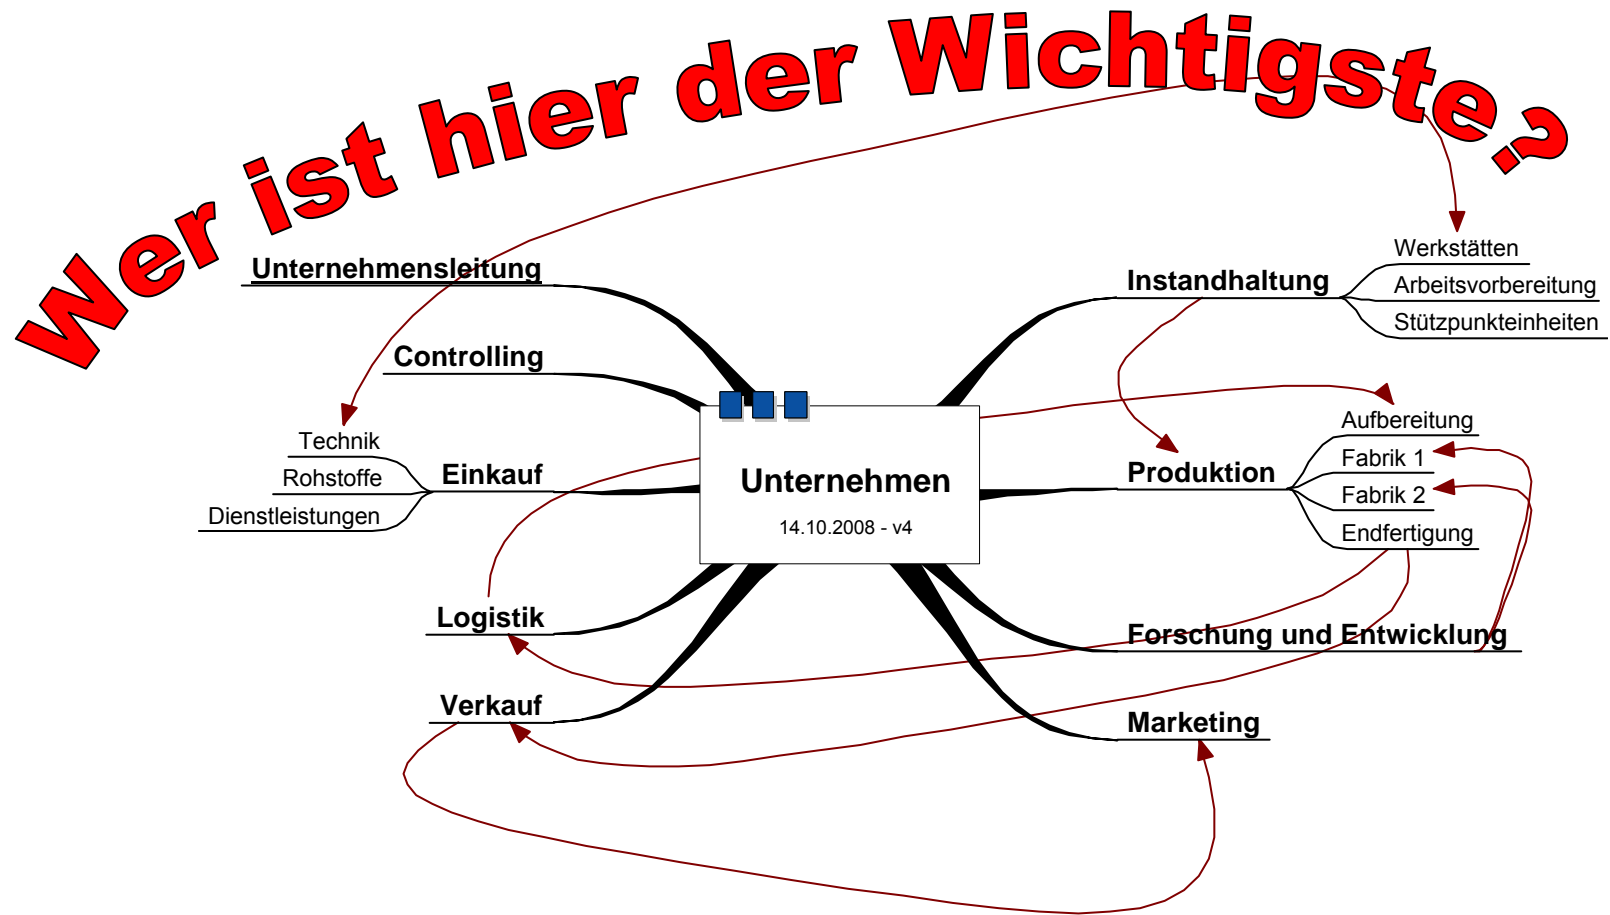 Wer ist hier der Wichtigste?
Unternehmensleitung
Controlling
Technik
Rohstoffe
Dienstleistungen
Einkauf
Logistik
Verkauf
Unternehmen
14.10.2008 - v4
Instandhaltung
Werkstätten
Arbeitsvorbereitung
Stützpunkteinheiten
Produktion
Aufbereitung
Fabrik 1
Fabrik 2
Endfertigung
Forschung und Entwicklung
Marketing